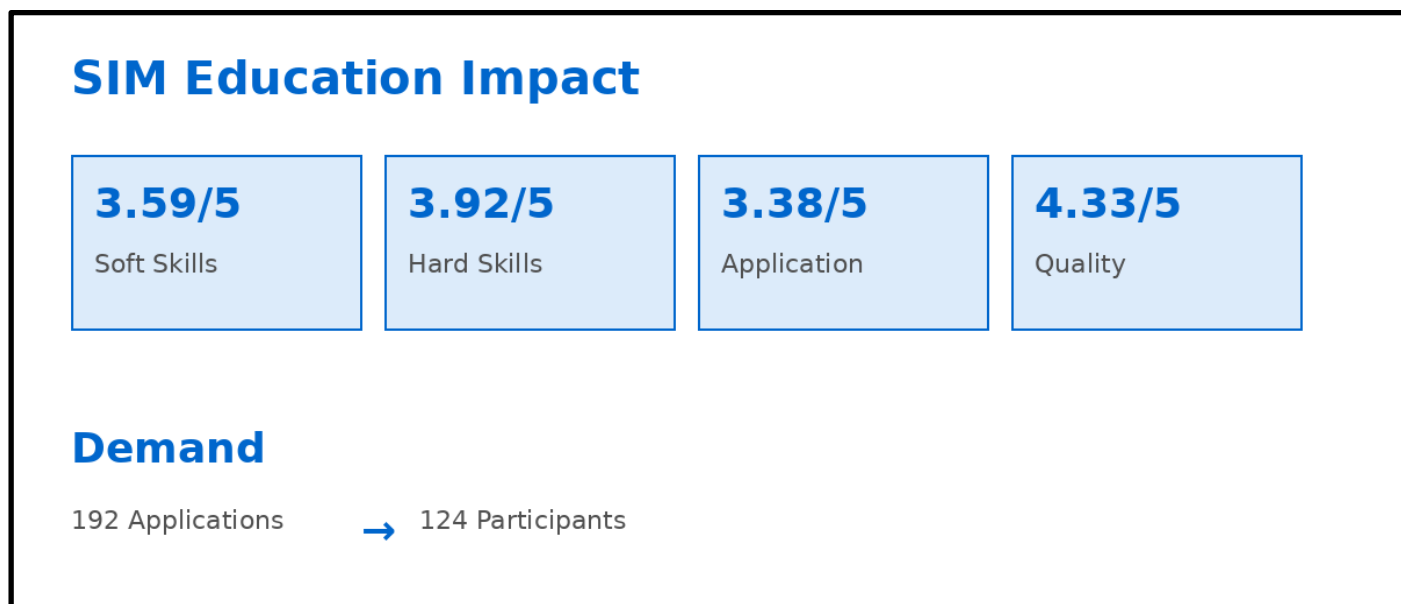 SIM Education Impact
3.59/5
Soft Skills
3.92/5
Hard Skills
3.38/5
Application
4.33/5
Quality
Demand
192 Applications → 124 Participants